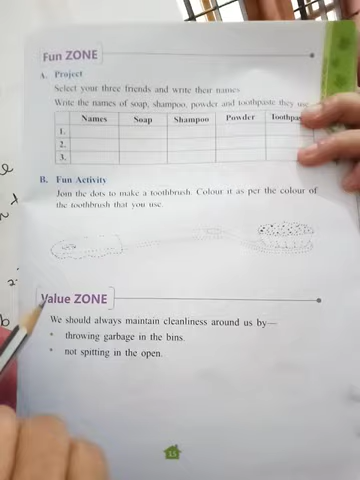 Fun ZONE
A. Project
Select your three friends and write their names
Write the names of soap, shampoo, powder and toothpaste they use
Names Soap Shampoo Powder
1.
2.
3.
B. Fun Activity
Join the dots to make a toothbrush. Colour it as per the colour of
the toothbrush that you use.
Value ZONE
We should always maintain cleanliness around us by—
• throwing garbage in the bins.
• not spitting in the open.
15